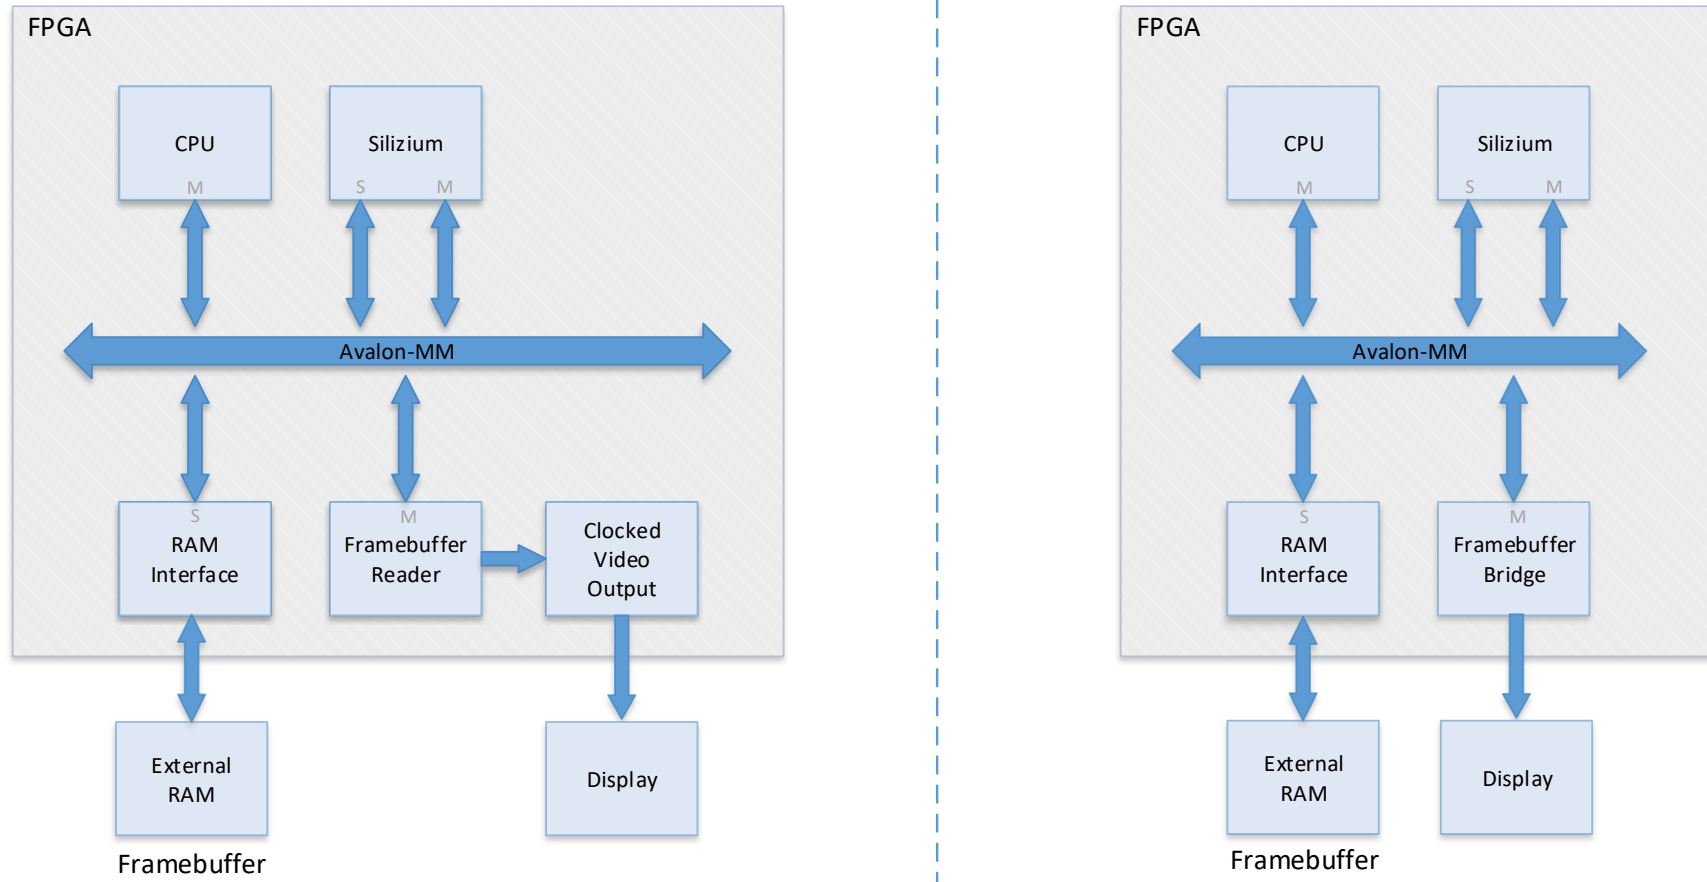 FPGA
CPU
M
Silizium
S
M
Avalon-MM
S
RAM
Interface
M
Framebuffer
Reader
Clocked
Video
Output
External
RAM
Display
Framebuffer
FPGA
CPU
M
Silizium
S
M
Avalon-MM
S
RAM
Interface
M
Framebuffer
Bridge
External
RAM
Display
Framebuffer